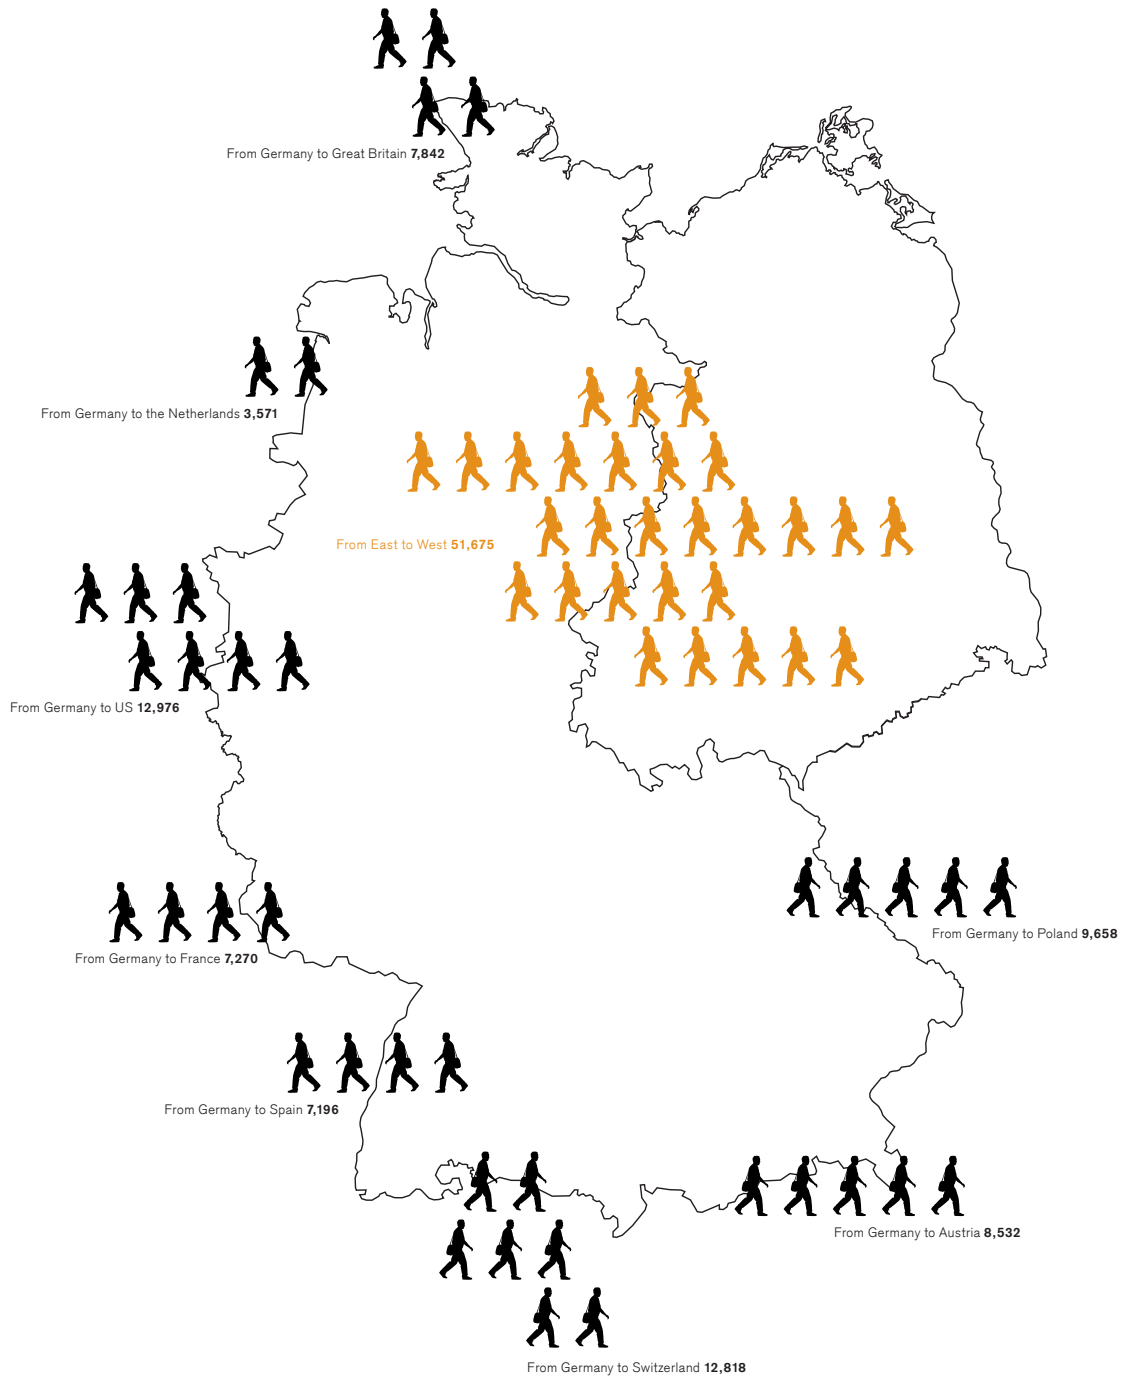 From Germany to Great Britain 7,842
From Germany to the Netherlands 3,571
From East to West 51,675
From Germany to US 12,976
From Germany to Poland 9,658
From Germany to France 7,270
From Germany to Spain 7,196
From Germany to Austria 8,532
From Germany to Switzerland 12,818